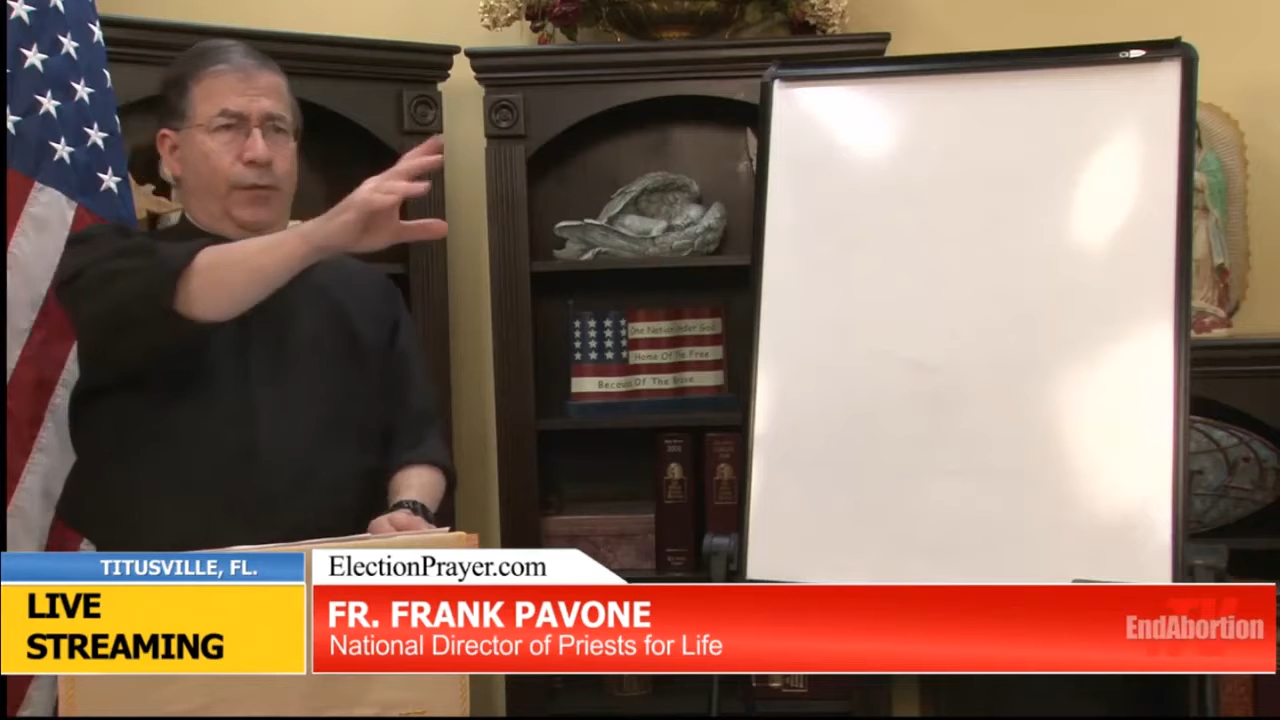 One Nation Under God
Home Of The Free
Because Of The Brave
TITUSVILLE, FL.
ElectionPrayer.com
LIVE
STREAMING
FR. FRANK PAVONE
National Director of Priests for Life
TV
EndAbortion